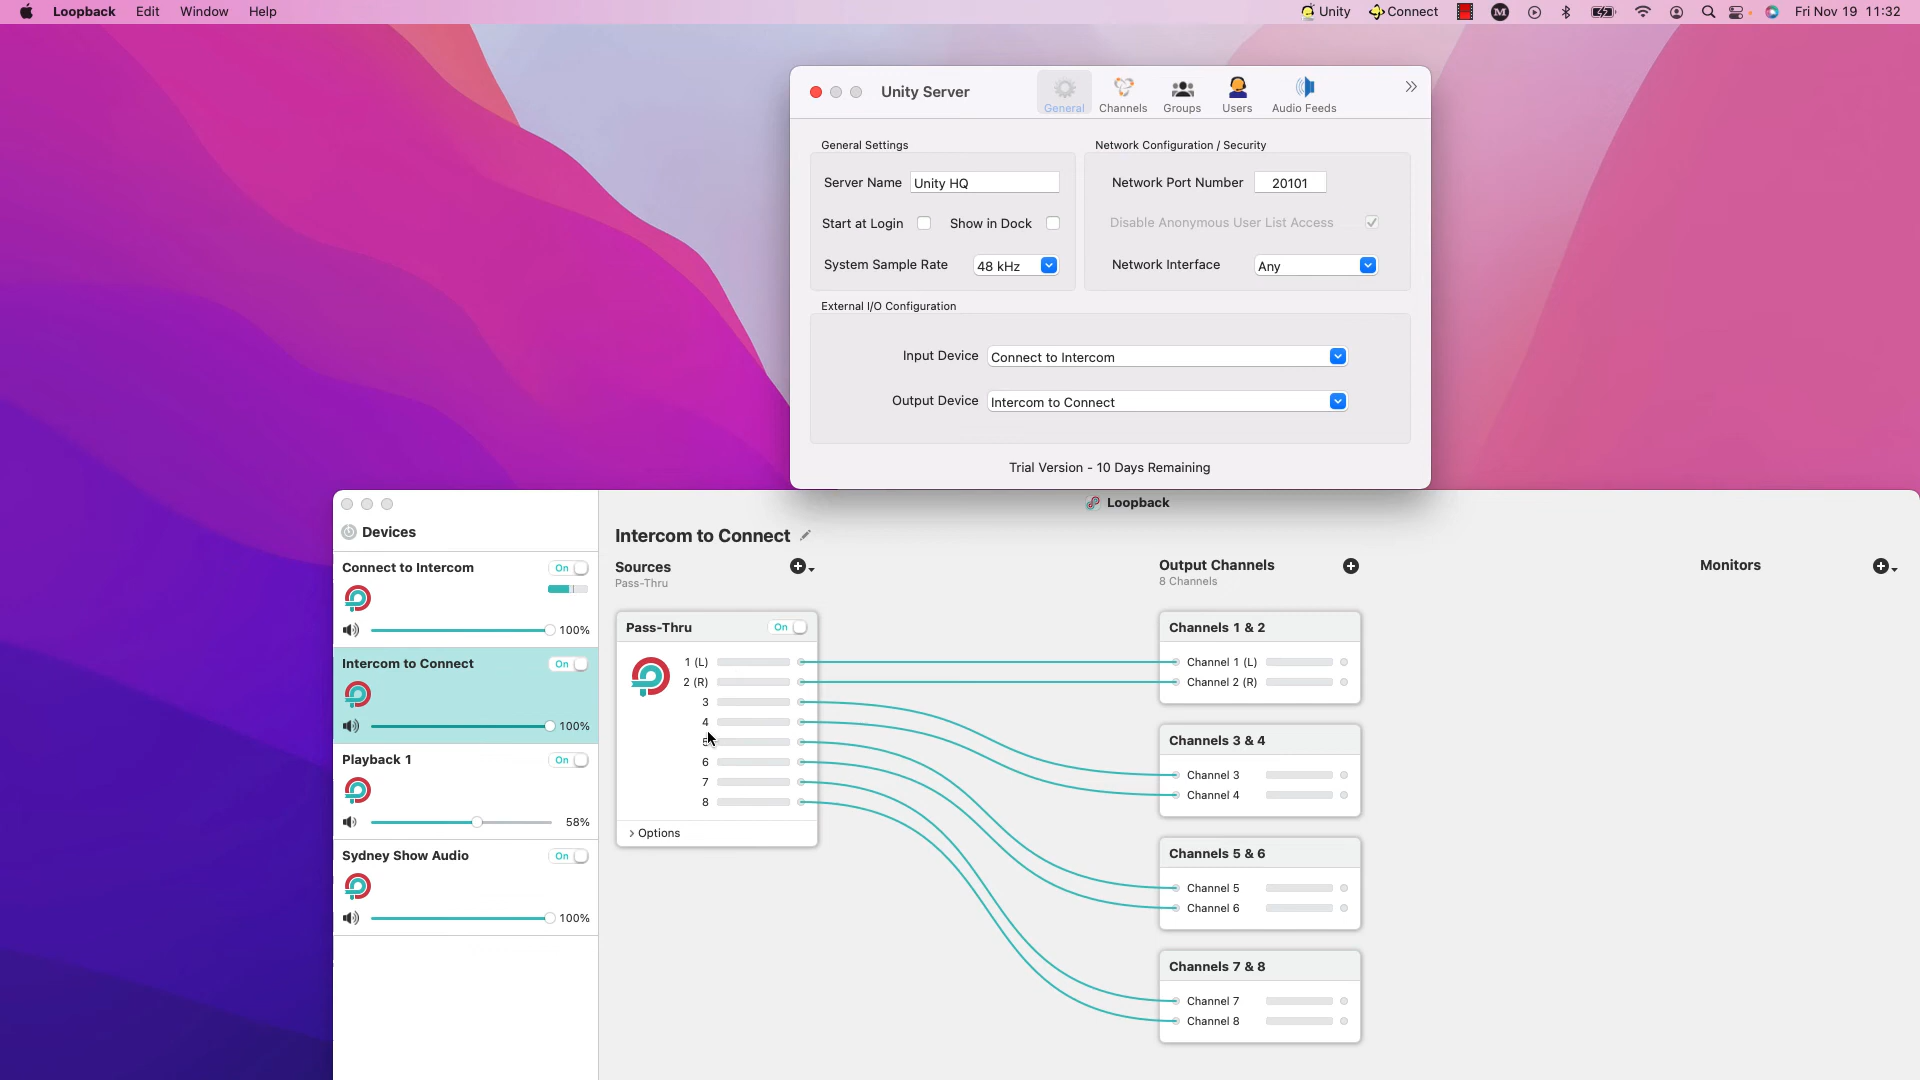 Loopback Edit Window Help
Unity Connect Fri Nov 19 11:32
Unity Server
General Channels Groups Users Audio Feeds
General Settings
Server Name Unity HQ
Start at Login Show in Dock
System Sample Rate 48 kHz
Network Configuration / Security
Network Port Number 20101
Disable Anonymous User List Access
Network Interface Any
External I/O Configuration
Input Device Connect to Intercom
Output Device Intercom to Connect
Trial Version - 10 Days Remaining
Loopback
Devices
Connect to Intercom On
100%
Intercom to Connect On
100%
Playback 1 On
58%
Sydney Show Audio On
100%
Intercom to Connect
Sources
Pass-Thru
Pass-Thru On
1 (L)
2 (R)
3
4
5
6
7
8
Options
Output Channels
8 Channels
Channels 1 & 2
Channel 1 (L)
Channel 2 (R)
Channels 3 & 4
Channel 3
Channel 4
Channels 5 & 6
Channel 5
Channel 6
Channels 7 & 8
Channel 7
Channel 8
Monitors